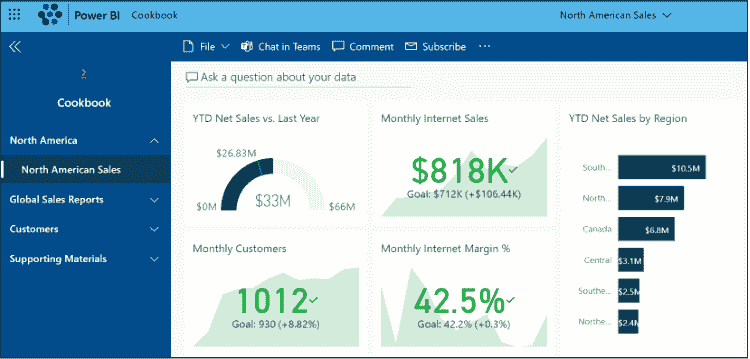 Power BI Cookbook North American Sales
File Chat in Teams Comment Subscribe ...
Ask a question about your data
Cookbook
North America
North American Sales
Global Sales Reports
Customers
Supporting Materials
YTD Net Sales vs. Last Year
$26.83M
$0M $33M $66M
Monthly Internet Sales
$818K
Goal: $712K (+$106.44K)
YTD Net Sales by Region
South... $10.5M
North... $7.9M
Canada $6.8M
Central $3.1M
Southe... $2.5M
Northe... $2.4M
Monthly Customers
1012
Goal: 930 (+8.82%)
Monthly Internet Margin %
42.5%
Goal: 42.2% (+0.3%)